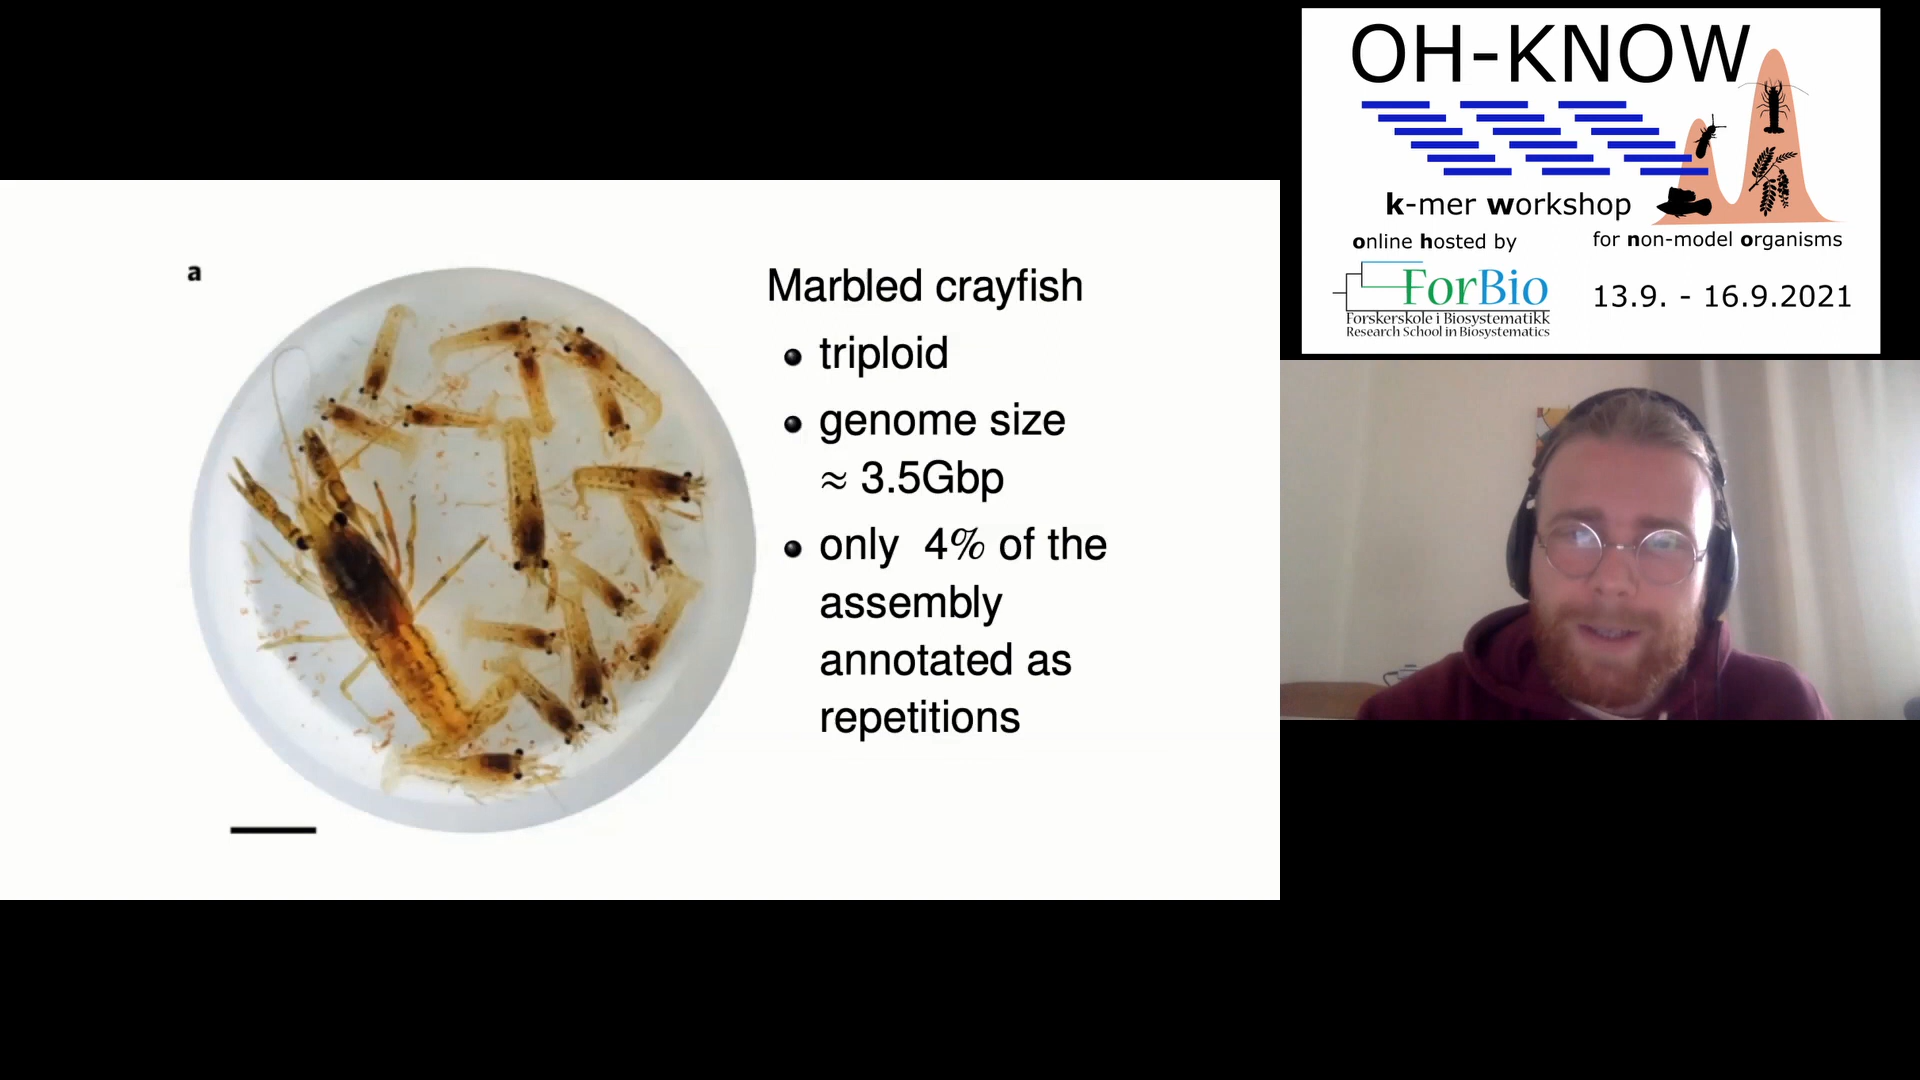 a
Marbled crayfish
triploid
genome size
≈ 3.5Gbp
only 4% of the
assembly
annotated as
repetitions
OH-KNOW
k-mer workshop
online hosted by
for non-model organisms
ForBio
Forskerskole i Biosystematikk
Research School in Biosystematics
13.9. - 16.9.2021